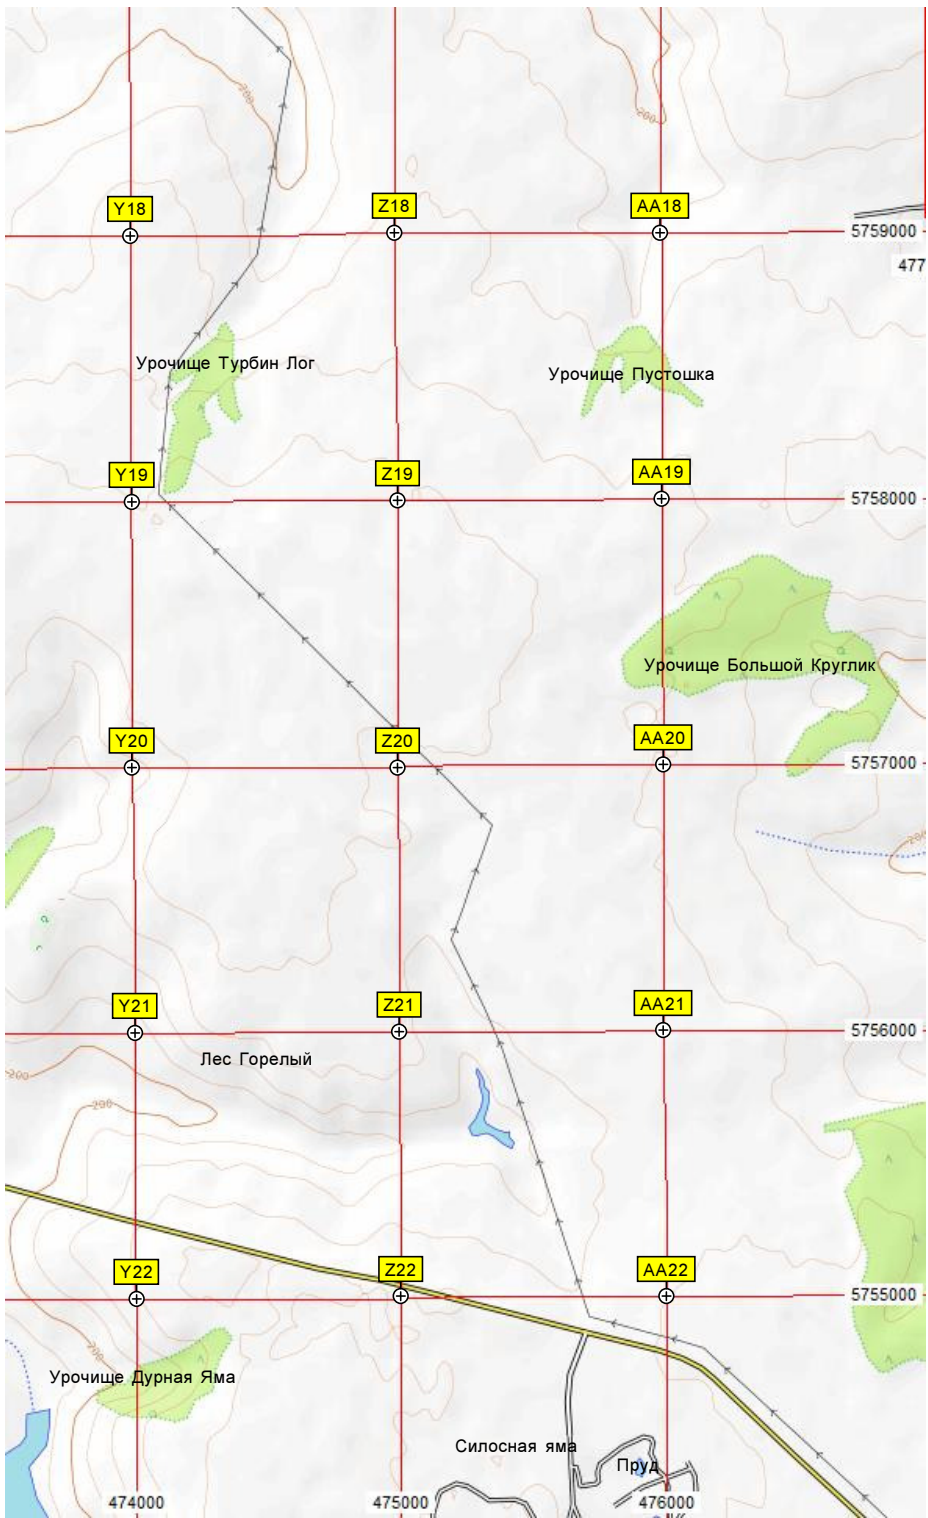 200
200
Y18
Z18
AA18
5759000
477
Урочище Турбин Лог
Урочище Пустошка
Y19
Z19
AA19
5758000
Урочище Большой Круглик
Y20
Z20
AA20
5757000
200
Y21
Z21
AA21
5756000
Лес Горелый
200
200
Y22
Z22
AA22
5755000
200
Урочище Дурная Яма
Силосная яма
Пруд
474000
475000
476000